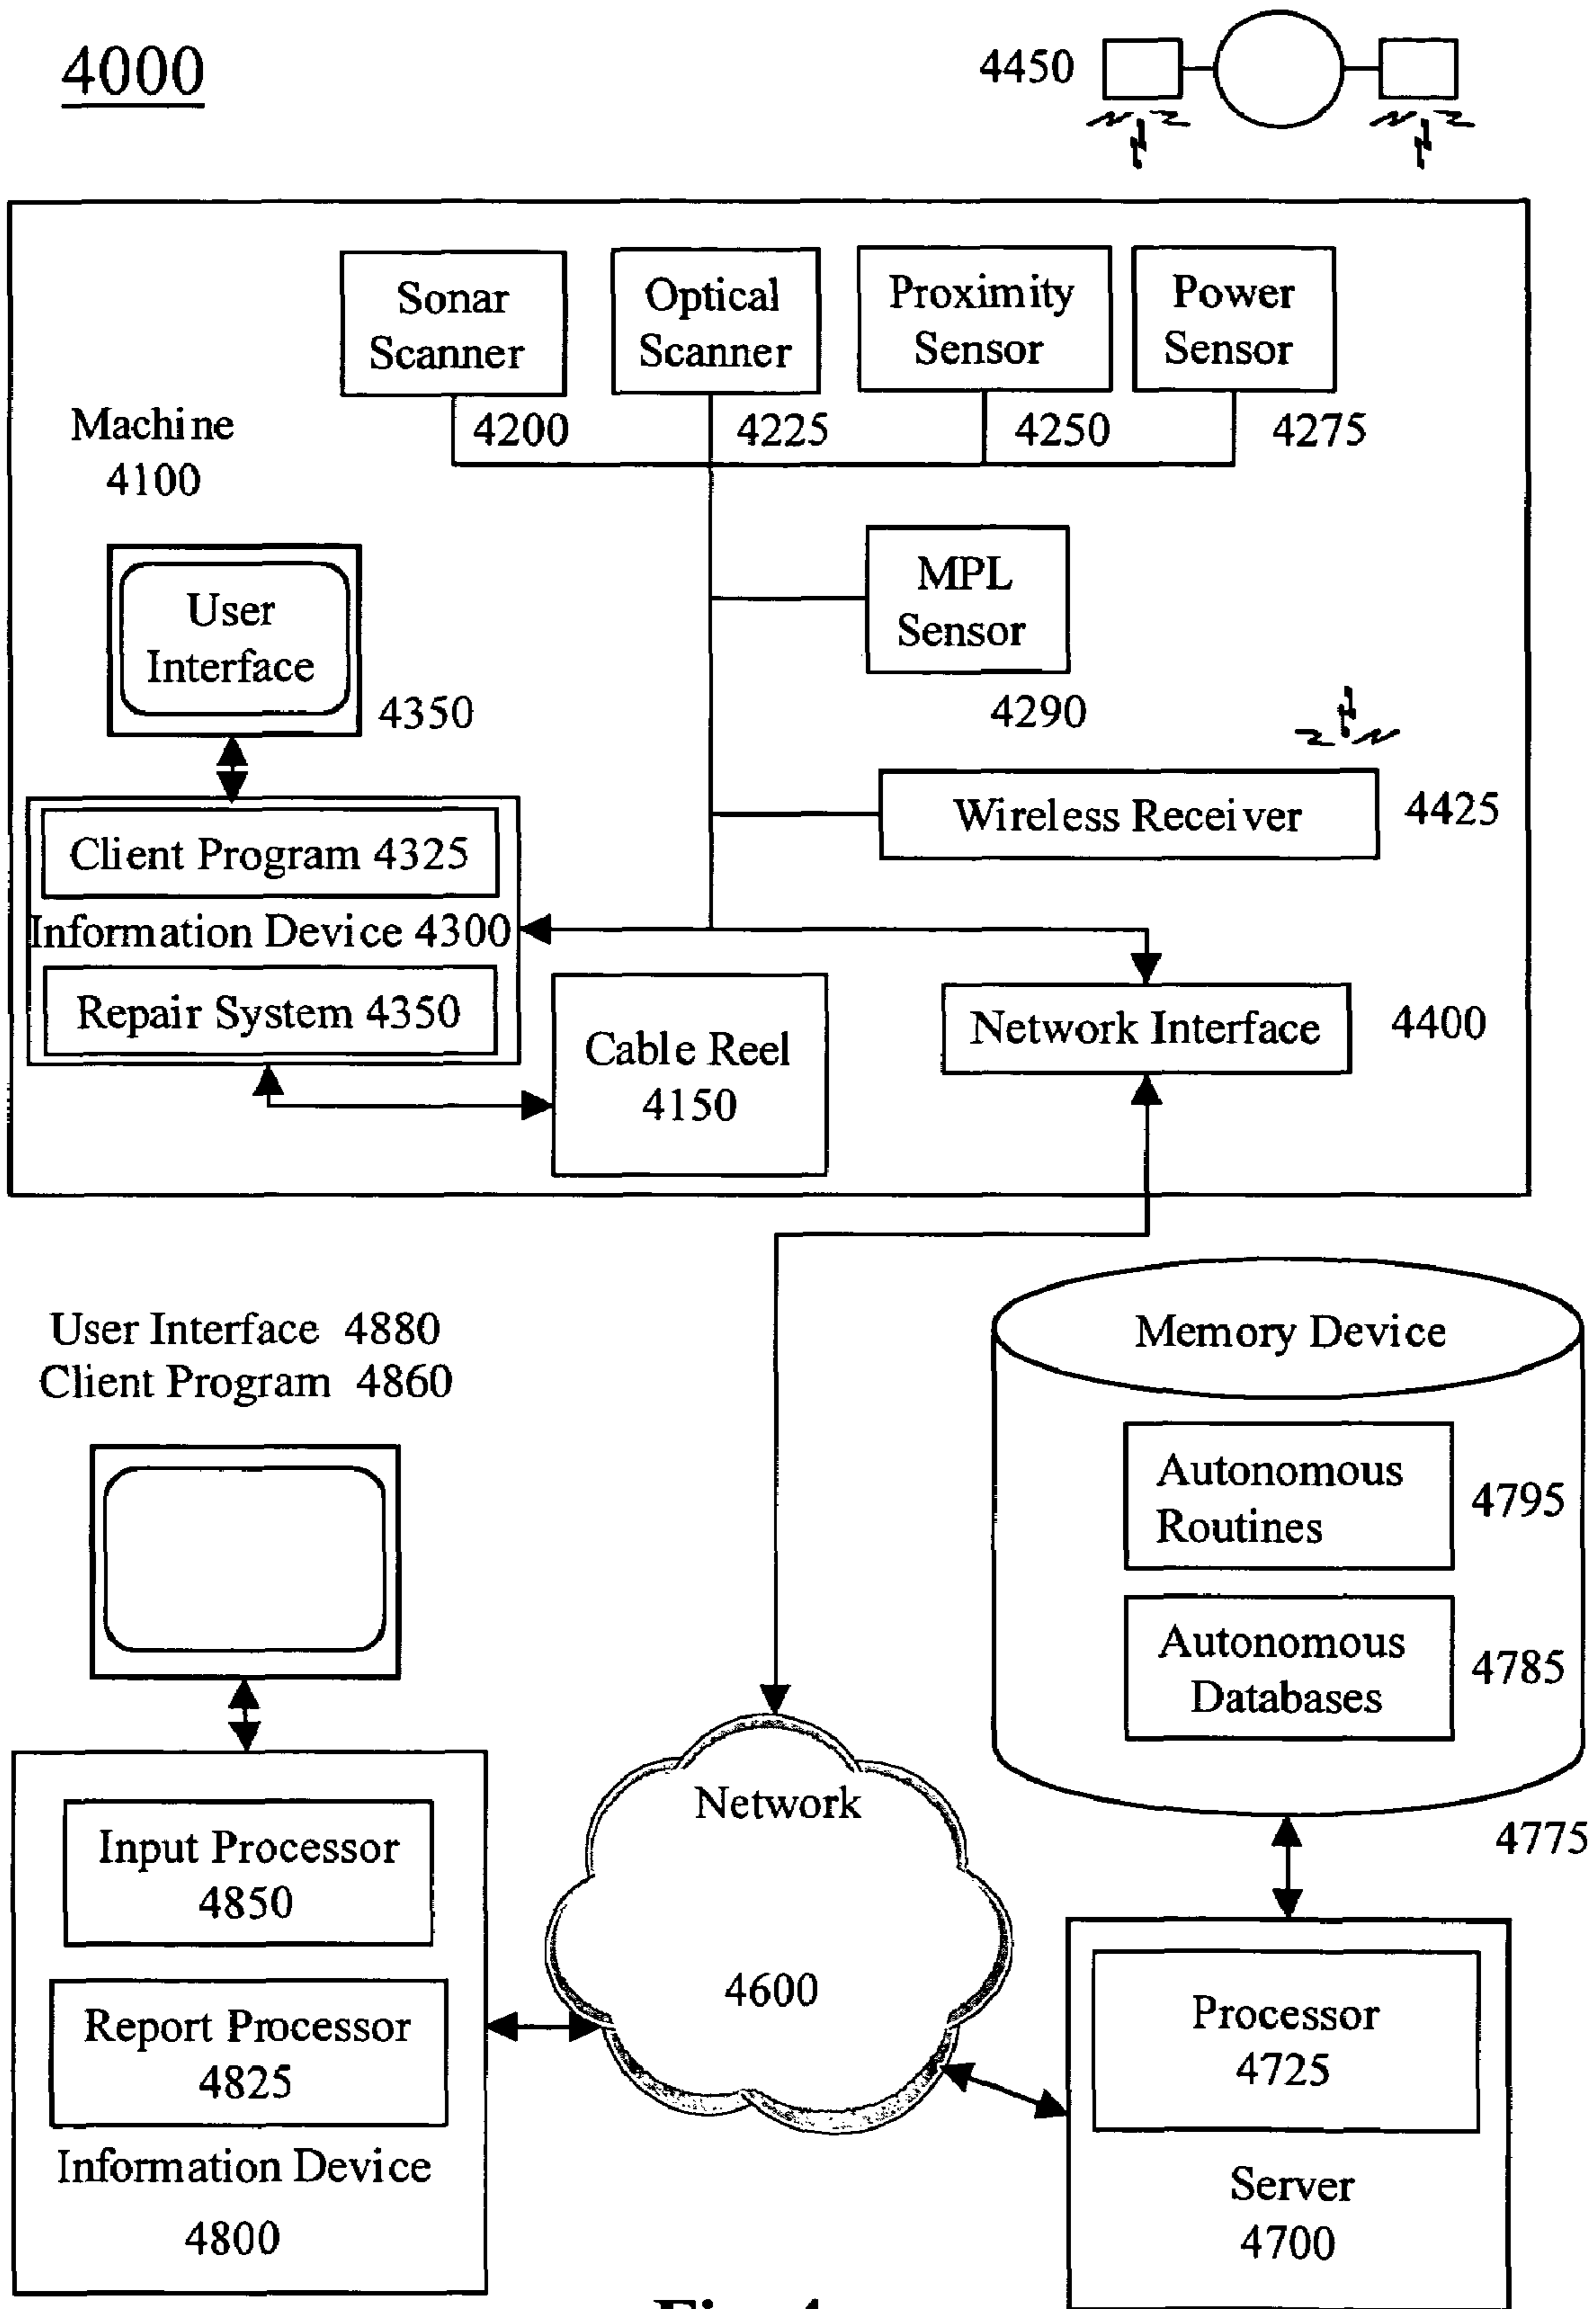 4000
4450
Sonar
Scanner
Optical
Scanner
Proximity
Sensor
Power
Sensor
4200
4225
4250
4275
Machine
4100
MPL
Sensor
4290
User
Interface
4350
Wireless Receiver
4425
Client Program 4325
Information Device 4300
Repair System 4350
Cable Reel
4150
Network Interface
4400
User Interface 4880
Client Program 4860
Memory Device
Autonomous
Routines
4795
Autonomous
Databases
4785
4775
Network
4600
Input Processor
4850
Report Processor
4825
Information Device
4800
Processor
4725
Server
4700